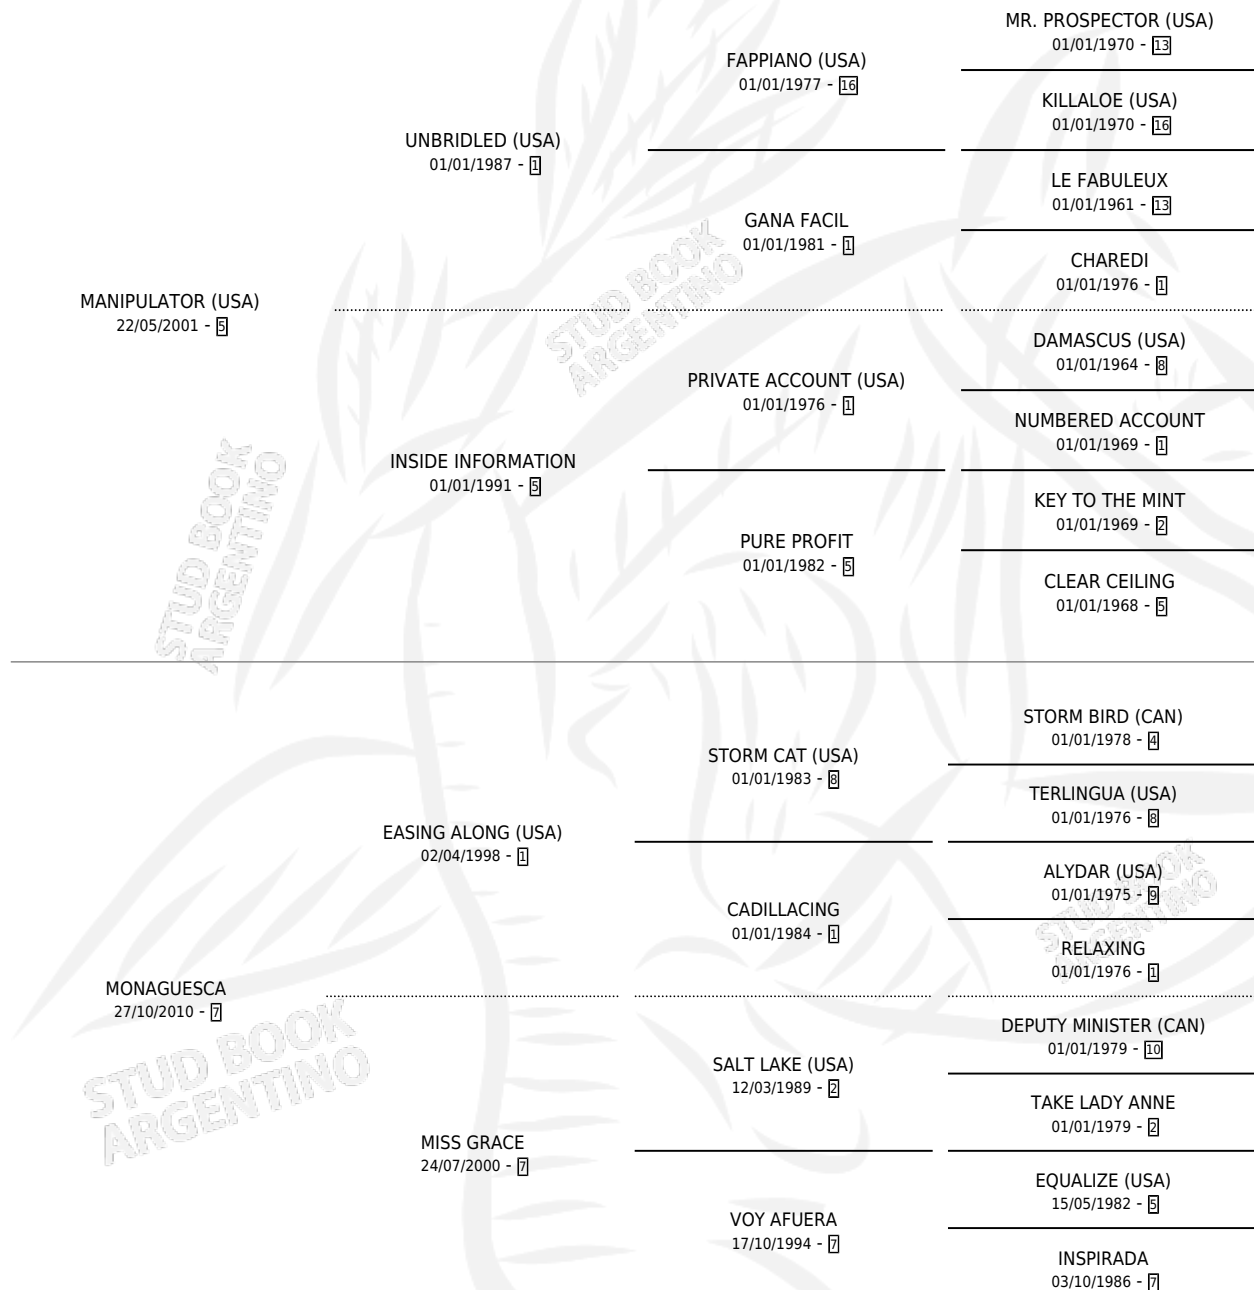 MR. PROSPECTOR (USA)
01/01/1970 - 13
FAPPIANO (USA)
01/01/1977 - 16
KILLALOE (USA)
01/01/1970 - 16
UNBRIDLED (USA)
01/01/1987 - 1
LE FABULEUX
01/01/1961 - 13
GANA FACIL
01/01/1981 - 1
CHAREDI
01/01/1976 - 1
MANIPULATOR (USA)
22/05/2001 - 5
DAMASCUS (USA)
01/01/1964 - 8
PRIVATE ACCOUNT (USA)
01/01/1976 - 1
NUMBERED ACCOUNT
01/01/1969 - 1
INSIDE INFORMATION
01/01/1991 - 5
KEY TO THE MINT
01/01/1969 - 2
PURE PROFIT
01/01/1982 - 5
CLEAR CEILING
01/01/1968 - 5
STORM BIRD (CAN)
01/01/1978 - 4
STORM CAT (USA)
01/01/1983 - 8
TERLINGUA (USA)
01/01/1976 - 8
EASING ALONG (USA)
02/04/1998 - 1
ALYDAR (USA)
01/01/1975 - 9
CADILLACING
01/01/1984 - 1
RELAXING
01/01/1976 - 1
MONAGUESCA
27/10/2010 - 7
DEPUTY MINISTER (CAN)
01/01/1979 - 10
SALT LAKE (USA)
12/03/1989 - 2
TAKE LADY ANNE
01/01/1979 - 2
MISS GRACE
24/07/2000 - 7
EQUALIZE (USA)
15/05/1982 - 5
VOY AFUERA
17/10/1994 - 7
INSPIRADA
03/10/1986 - 7
STUD BOOK
ARGENTINO
STUD BOOK
ARGENTINO
STUD BOOK
ARGENTINO
STUD BOOK
ARGENTINO